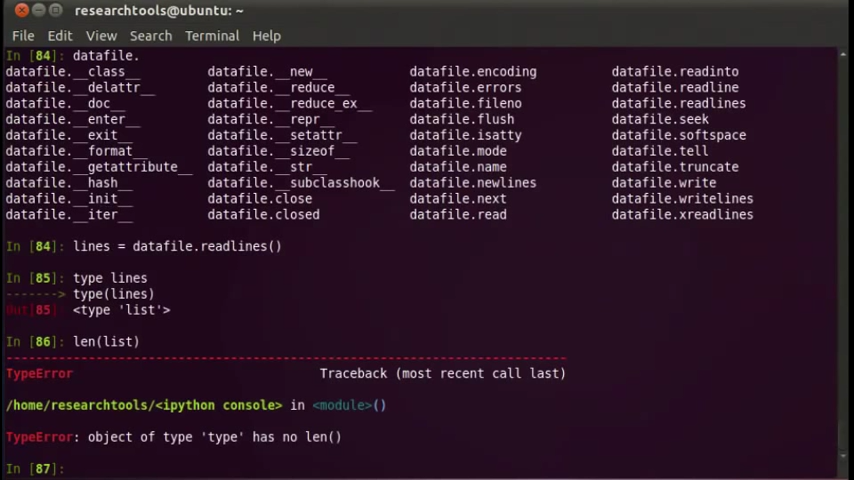 researchtools@ubuntu: ~
File Edit View Search Terminal Help
In [84]: datafile.
datafile.__class__ datafile.__new__ datafile.encoding datafile.readinto
datafile.__delattr__ datafile.__reduce__ datafile.errors datafile.readline
datafile.__doc__ datafile.__reduce_ex__ datafile.fileno datafile.readlines
datafile.__enter__ datafile.__repr__ datafile.flush datafile.seek
datafile.__exit__ datafile.__setattr__ datafile.isatty datafile.softspace
datafile.__format__ datafile.__sizeof__ datafile.mode datafile.tell
datafile.__getattribute__ datafile.__str__ datafile.name datafile.truncate
datafile.__hash__ datafile.__subclasshook__ datafile.newlines datafile.write
datafile.__init__ datafile.close datafile.next datafile.writelines
datafile.__iter__ datafile.closed datafile.read datafile.xreadlines
In [84]: lines = datafile.readlines()
In [85]: type lines
-------> type(lines)
Out[85]: <type 'list'>
In [86]: len(list)
---------------------------------------------------------------------------
TypeError Traceback (most recent call last)
/home/researchtools/<ipython console> in <module>()
TypeError: object of type 'type' has no len()
In [87]: